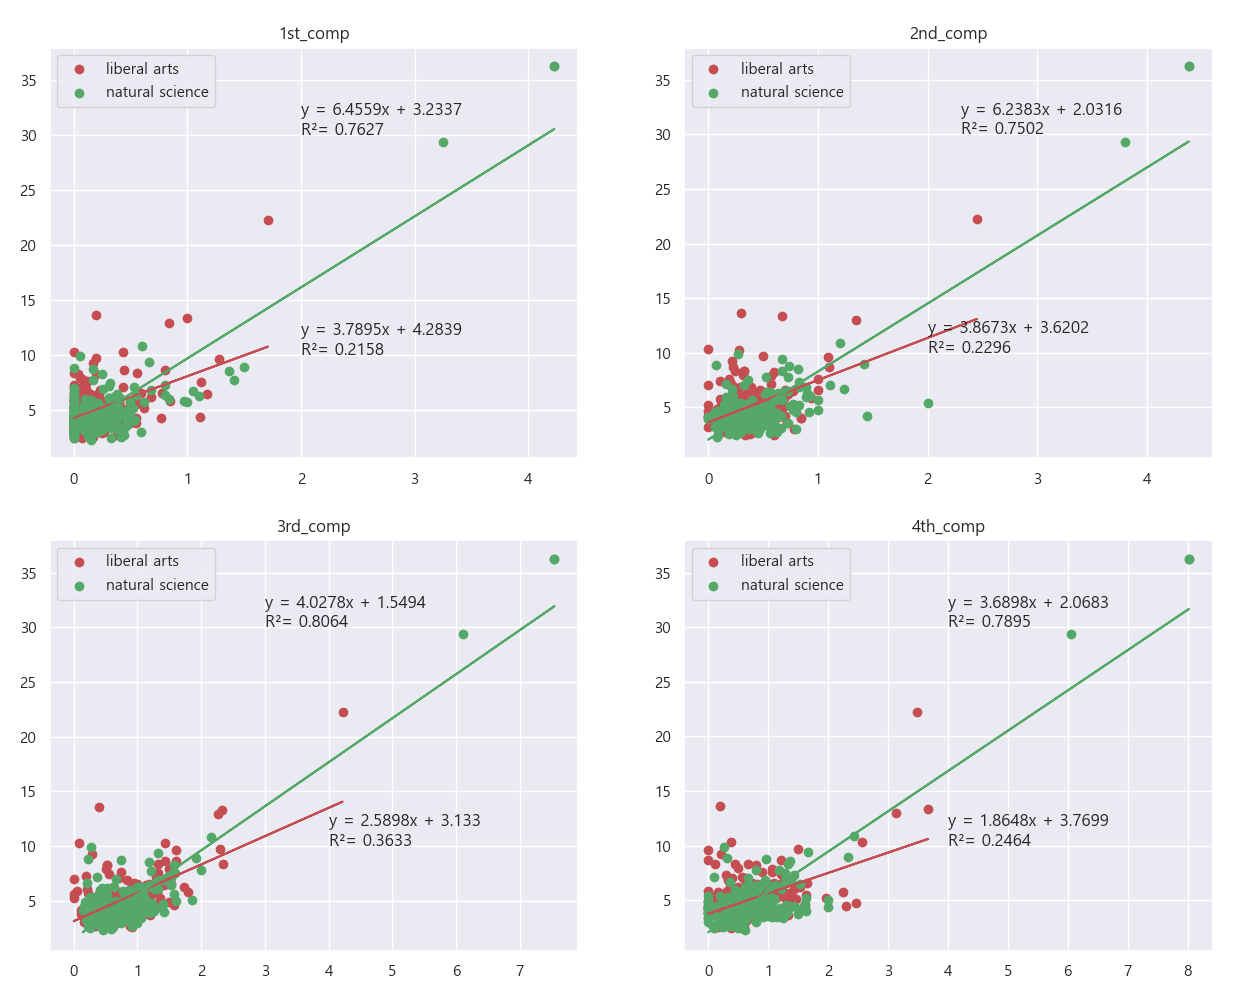 1st_comp
liberal arts
natural science
y = 6.4559x + 3.2337
R²= 0.7627
y = 3.7895x + 4.2839
R²= 0.2158
35
30
25
20
15
10
5
0 1 2 3 4
2nd_comp
liberal arts
natural science
y = 6.2383x + 2.0316
R²= 0.7502
y = 3.8673x + 3.6202
R²= 0.2296
35
30
25
20
15
10
5
0 1 2 3 4
3rd_comp
liberal arts
natural science
y = 4.0278x + 1.5494
R²= 0.8064
y = 2.5898x + 3.133
R²= 0.3633
35
30
25
20
15
10
5
0 1 2 3 4 5 6 7
4th_comp
liberal arts
natural science
y = 3.6898x + 2.0683
R²= 0.7895
y = 1.8648x + 3.7699
R²= 0.2464
35
30
25
20
15
10
5
0 1 2 3 4 5 6 7 8